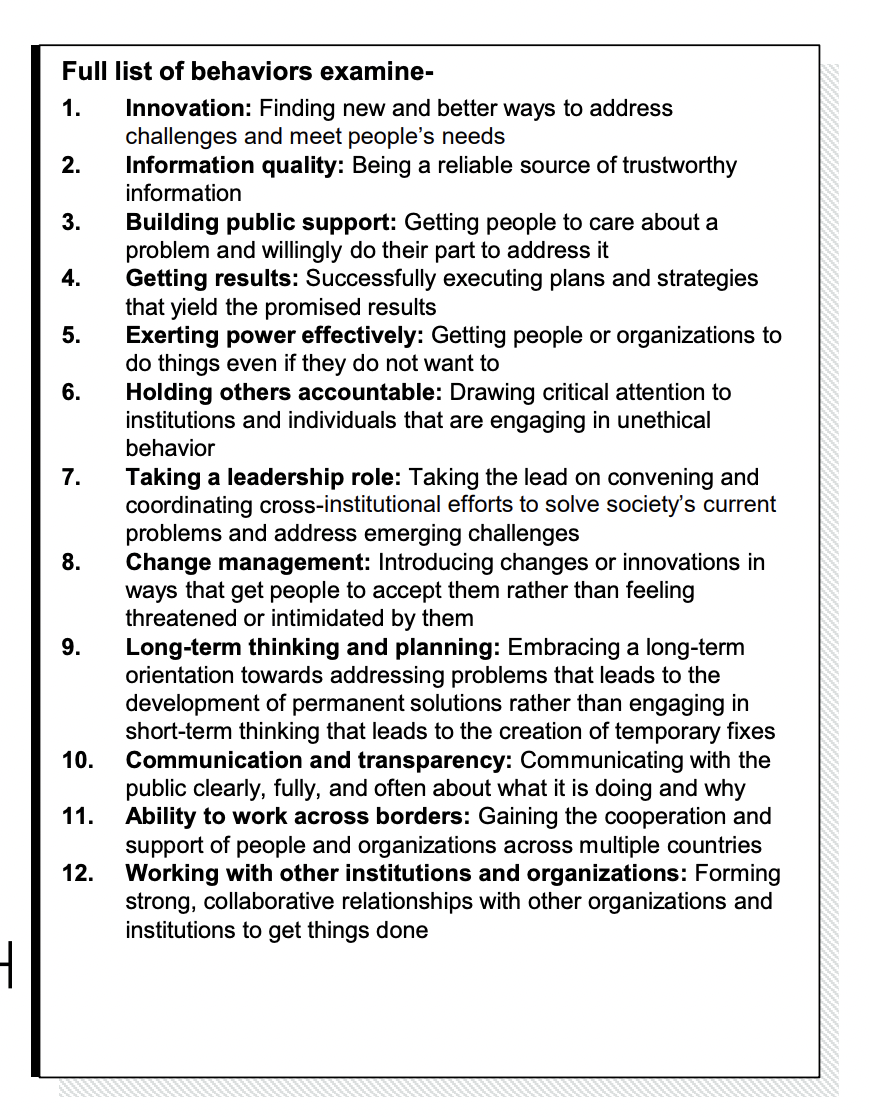 Full list of behaviors examine-
1. Innovation: Finding new and better ways to address
challenges and meet people’s needs
2. Information quality: Being a reliable source of trustworthy
information
3. Building public support: Getting people to care about a
problem and willingly do their part to address it
4. Getting results: Successfully executing plans and strategies
that yield the promised results
5. Exerting power effectively: Getting people or organizations to
do things even if they do not want to
6. Holding others accountable: Drawing critical attention to
institutions and individuals that are engaging in unethical
behavior
7. Taking a leadership role: Taking the lead on convening and
coordinating cross-institutional efforts to solve society’s current
problems and address emerging challenges
8. Change management: Introducing changes or innovations in
ways that get people to accept them rather than feeling
threatened or intimidated by them
9. Long-term thinking and planning: Embracing a long-term
orientation towards addressing problems that leads to the
development of permanent solutions rather than engaging in
short-term thinking that leads to the creation of temporary fixes
10. Communication and transparency: Communicating with the
public clearly, fully, and often about what it is doing and why
11. Ability to work across borders: Gaining the cooperation and
support of people and organizations across multiple countries
12. Working with other institutions and organizations: Forming
strong, collaborative relationships with other organizations and
institutions to get things done